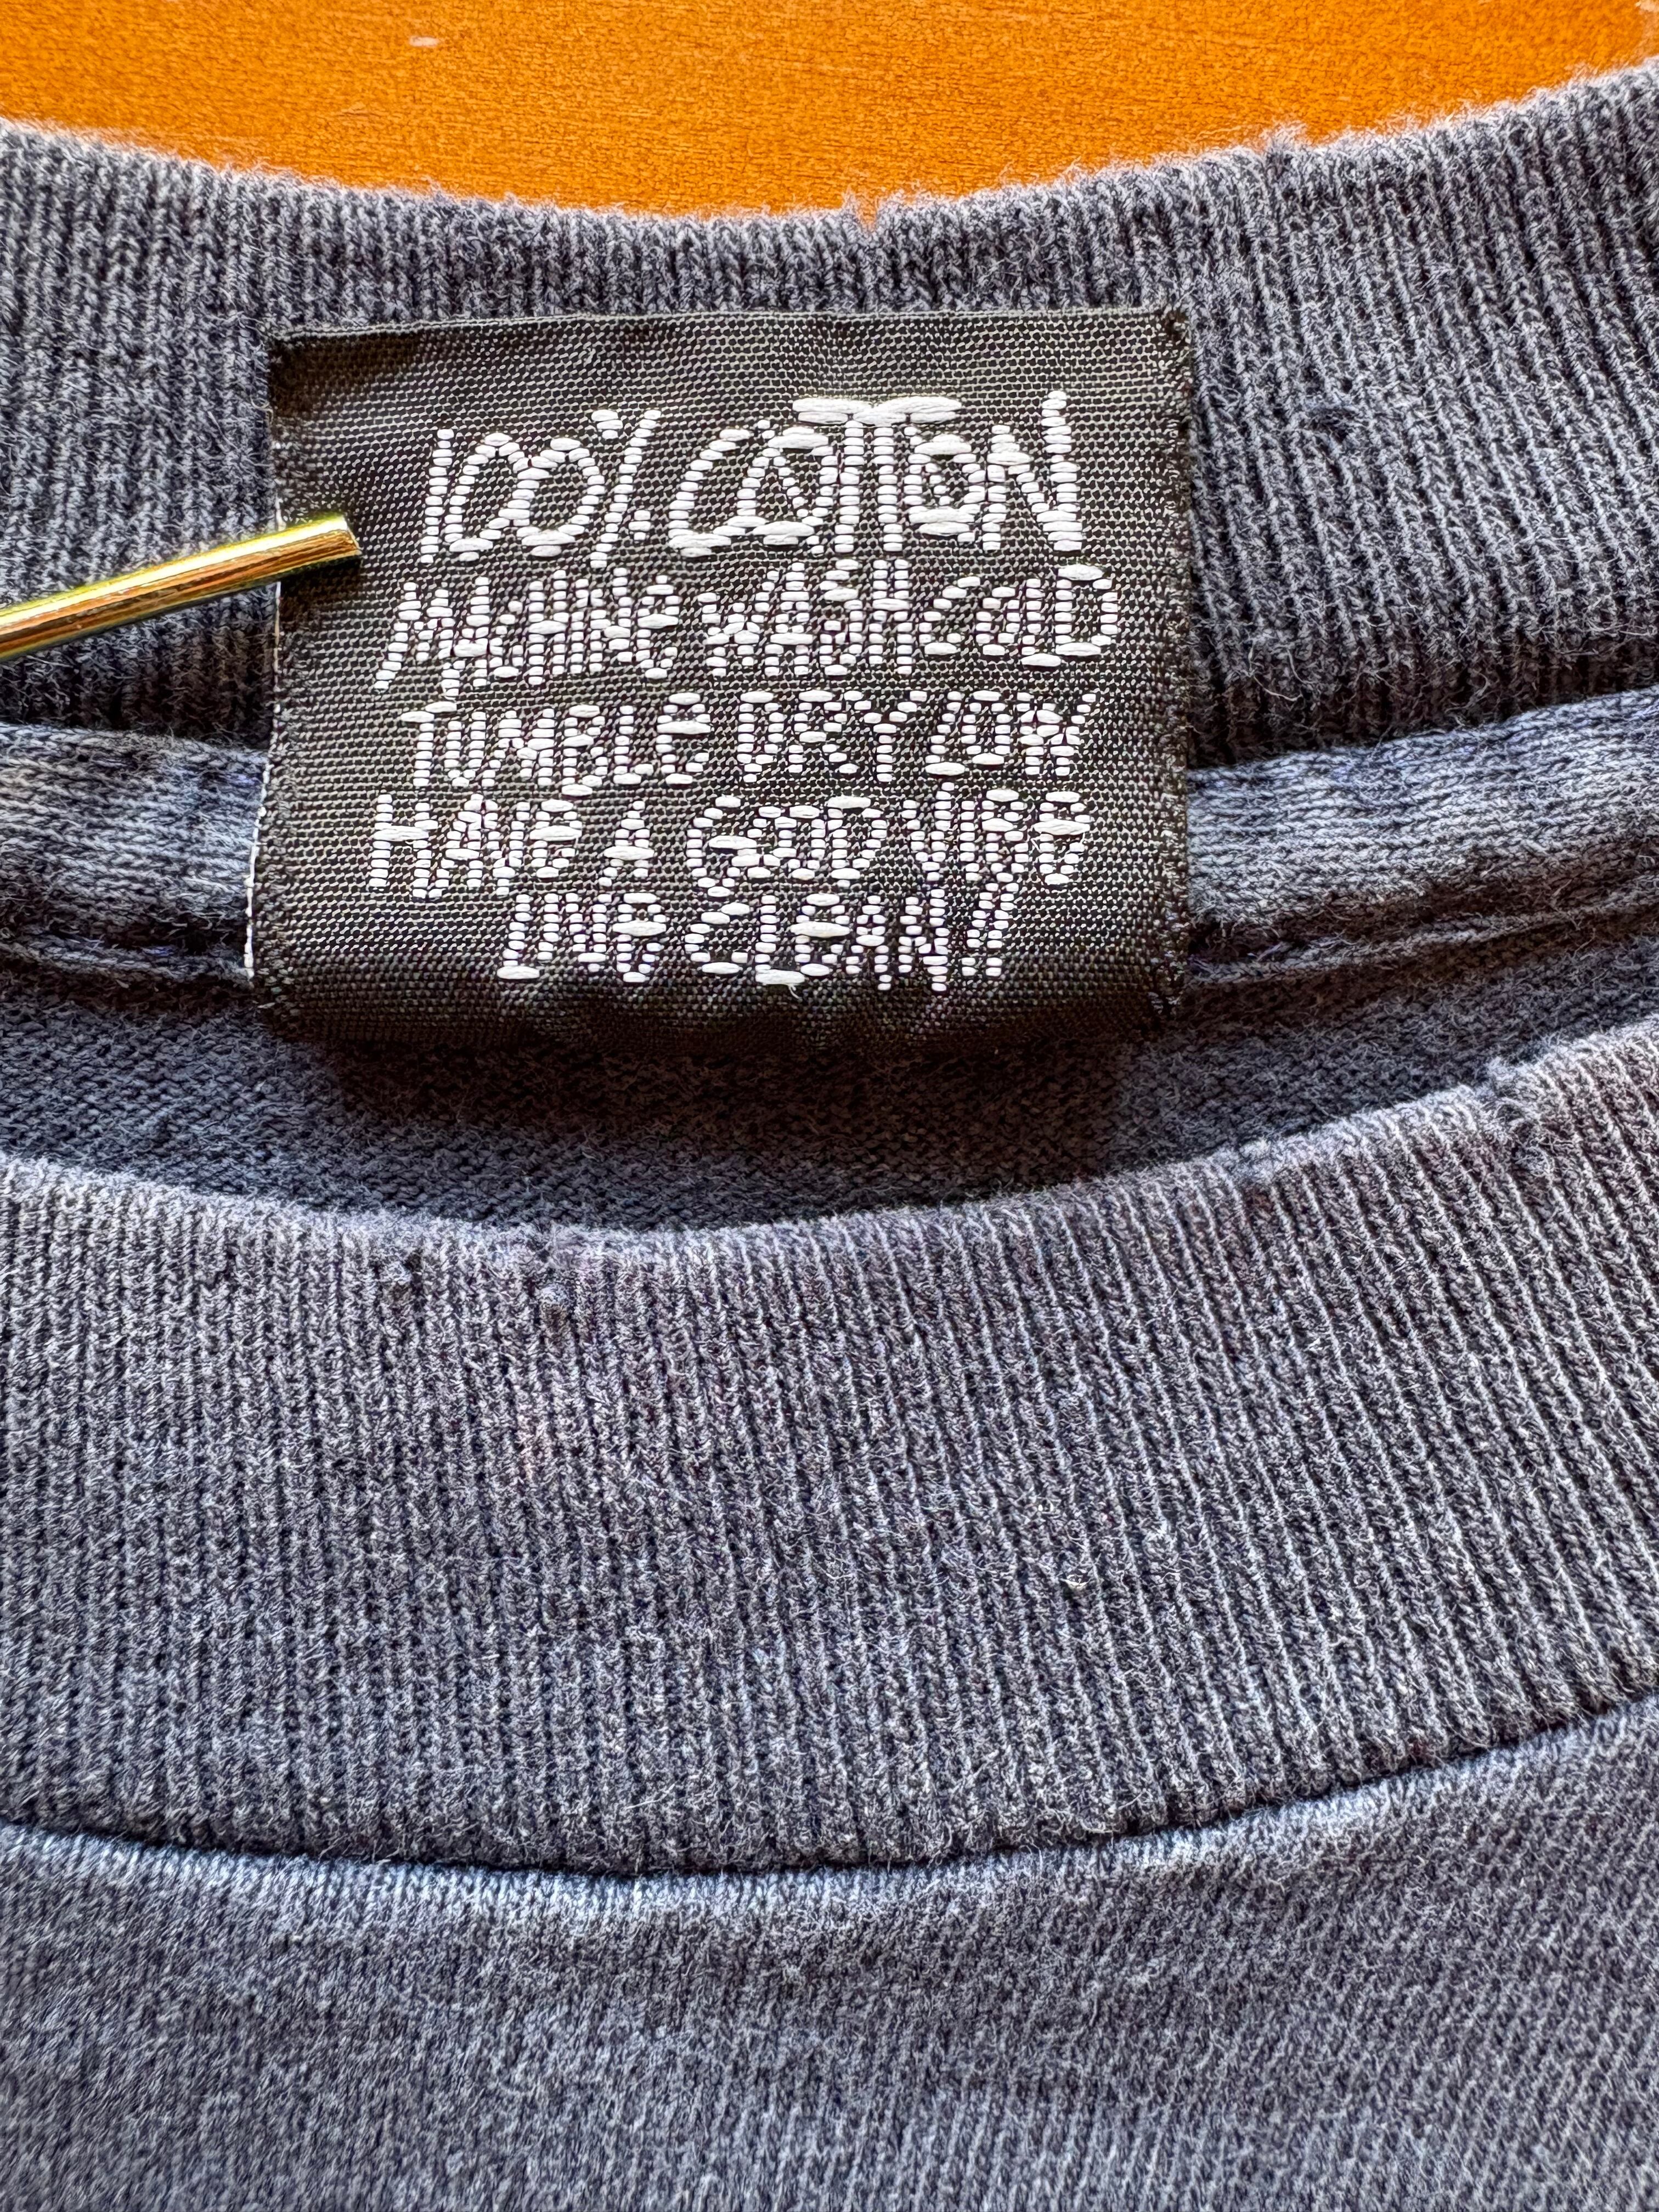 100% COTTON
MACHINE WASH COLD
TUMBLE DRY LOW
HAVE A GOOD VIBE
LIVE CLEAN!!